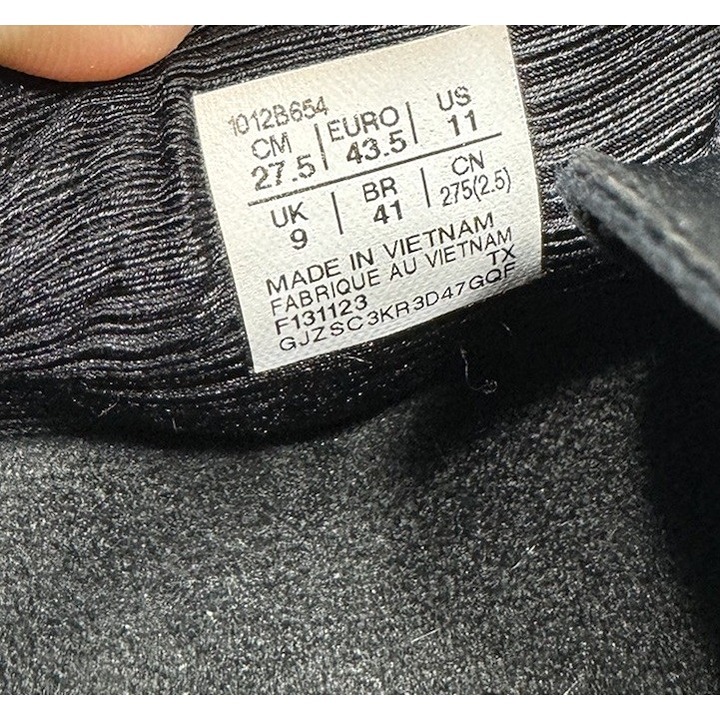 1012B654
CM EURO US
27.5 43.5 11
UK BR CN
9 41 275(2.5)
MADE IN VIETNAM
FABRIQUE AU VIETNAM
F131123 TX
GJZSC3KR3D47GQF